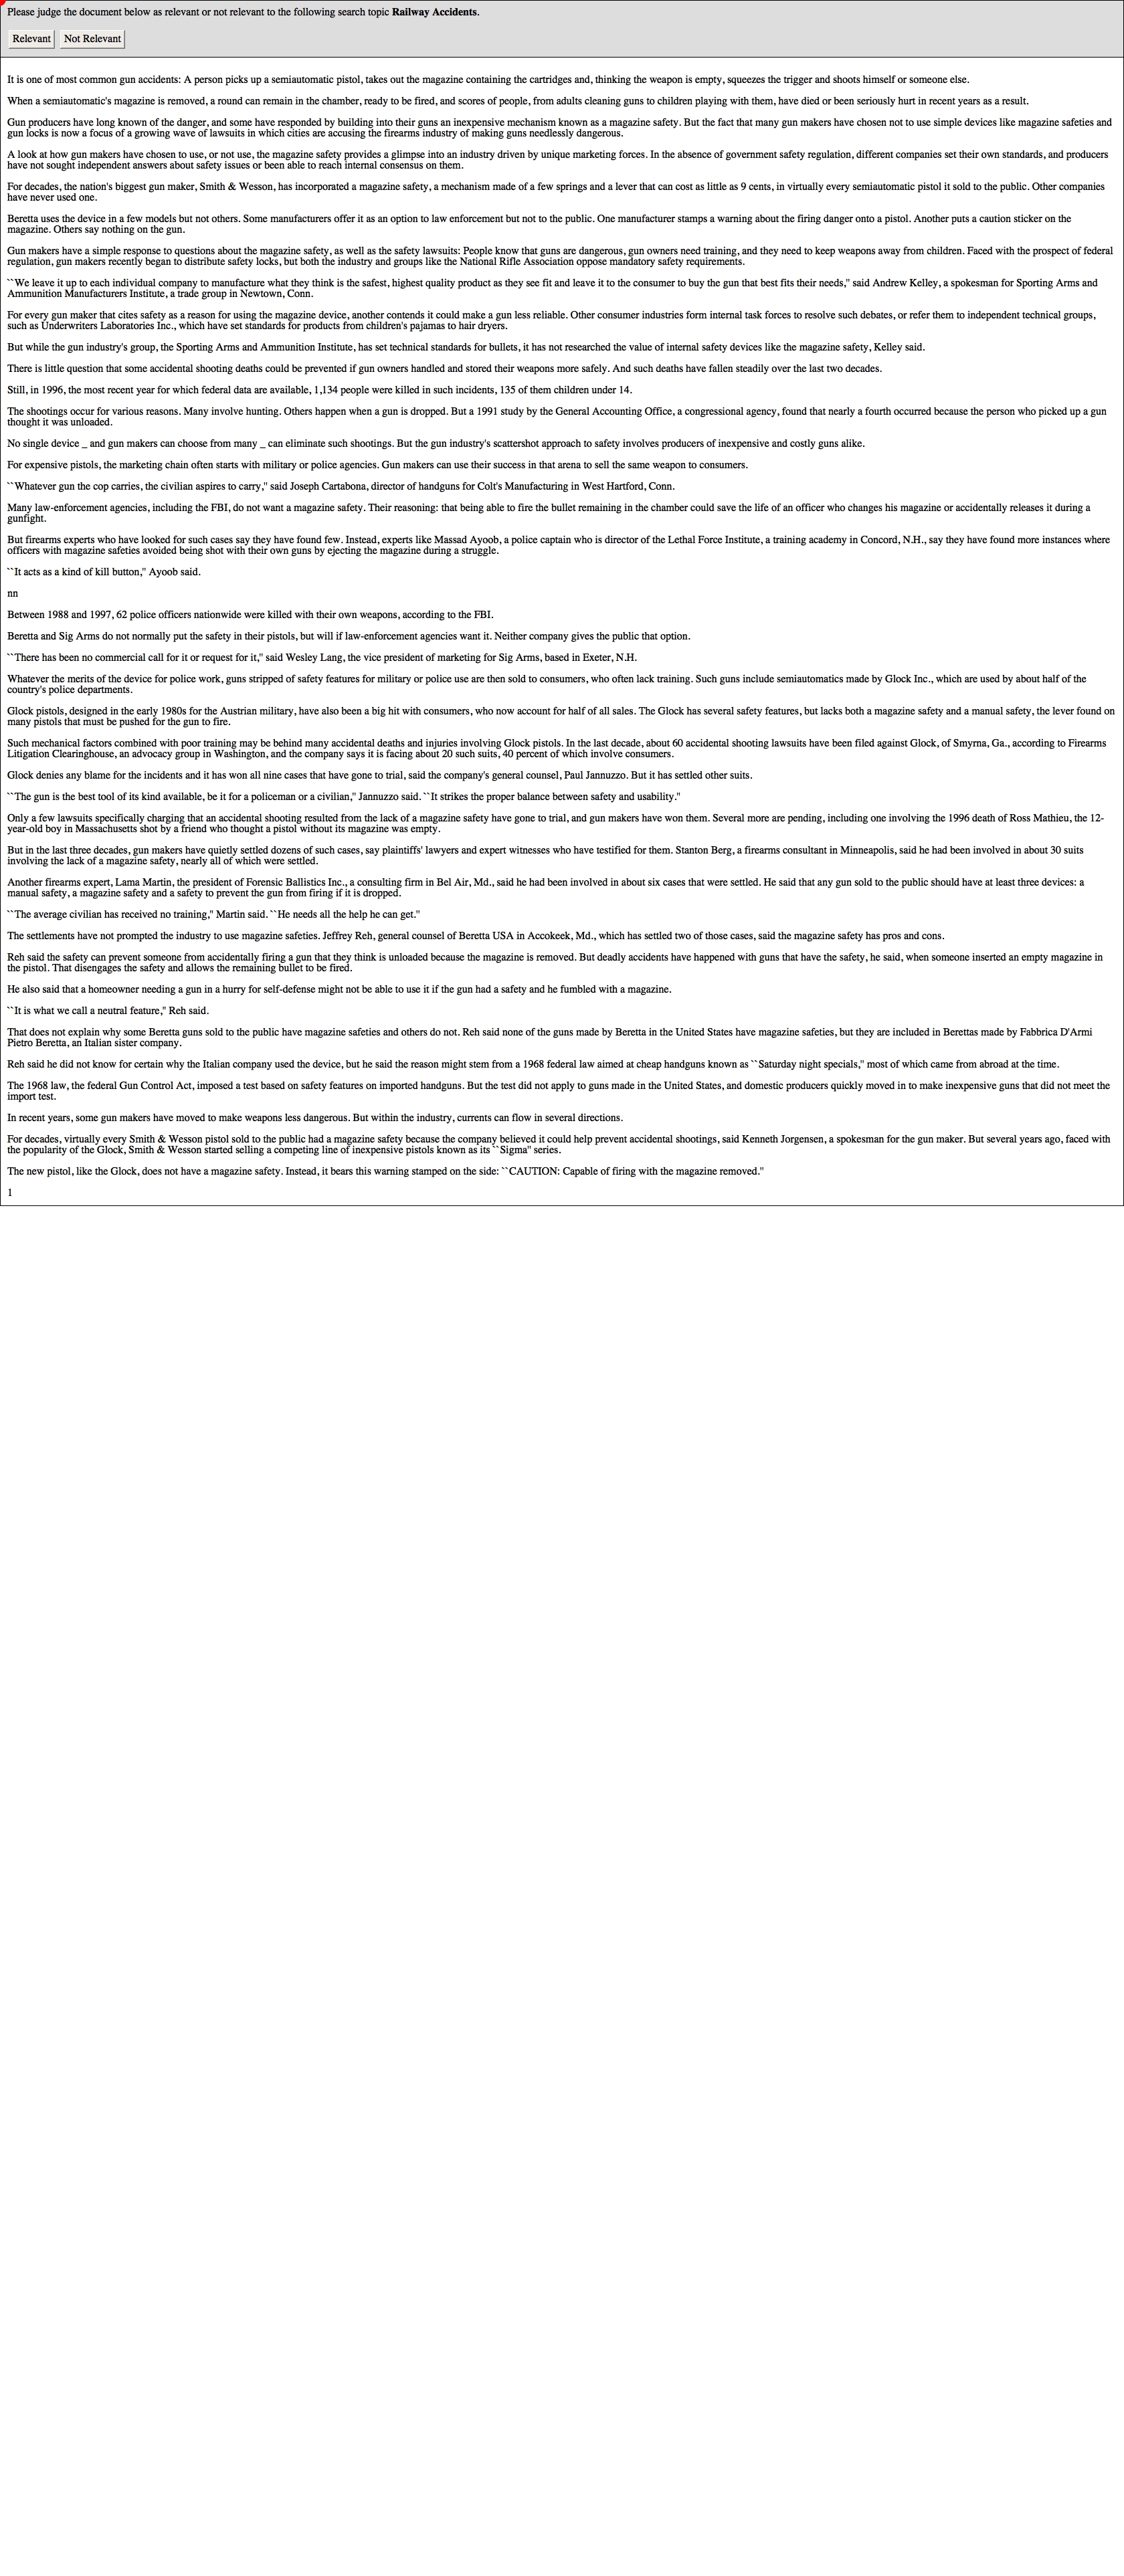 Please judge the document below as relevant or not relevant to the following search topic Railway Accidents.
Relevant Not Relevant
It is one of most common gun accidents: A person picks up a semiautomatic pistol, takes out the magazine containing the cartridges and, thinking the weapon is empty, squeezes the trigger and shoots himself or someone else.
When a semiautomatic's magazine is removed, a round can remain in the chamber, ready to be fired, and scores of people, from adults cleaning guns to children playing with them, have died or been seriously hurt in recent years as a result.
Gun producers have long known of the danger, and some have responded by building into their guns an inexpensive mechanism known as a magazine safety. But the fact that many gun makers have chosen not to use simple devices like magazine safeties and
gun locks is now a focus of a growing wave of lawsuits in which cities are accusing the firearms industry of making guns needlessly dangerous.
A look at how gun makers have chosen to use, or not use, the magazine safety provides a glimpse into an industry driven by unique marketing forces. In the absence of government safety regulation, different companies set their own standards, and producers
have not sought independent answers about safety issues or been able to reach internal consensus on them.
For decades, the nation's biggest gun maker, Smith & Wesson, has incorporated a magazine safety, a mechanism made of a few springs and a lever that can cost as little as 9 cents, in virtually every semiautomatic pistol it sold to the public. Other companies
have never used one.
Beretta uses the device in a few models but not others. Some manufacturers offer it as an option to law enforcement but not to the public. One manufacturer stamps a warning about the firing danger onto a pistol. Another puts a caution sticker on the
magazine. Others say nothing on the gun.
Gun makers have a simple response to questions about the magazine safety, as well as the safety lawsuits: People know that guns are dangerous, gun owners need training, and they need to keep weapons away from children. Faced with the prospect of federal
regulation, gun makers recently began to distribute safety locks, but both the industry and groups like the National Rifle Association oppose mandatory safety requirements.
``We leave it up to each individual company to manufacture what they think is the safest, highest quality product as they see fit and leave it to the consumer to buy the gun that best fits their needs,'' said Andrew Kelley, a spokesman for Sporting Arms and
Ammunition Manufacturers Institute, a trade group in Newtown, Conn.
For every gun maker that cites safety as a reason for using the magazine device, another contends it could make a gun less reliable. Other consumer industries form internal task forces to resolve such debates, or refer them to independent technical groups,
such as Underwriters Laboratories Inc., which have set standards for products from children's pajamas to hair dryers.
But while the gun industry's group, the Sporting Arms and Ammunition Institute, has set technical standards for bullets, it has not researched the value of internal safety devices like the magazine safety, Kelley said.
There is little question that some accidental shooting deaths could be prevented if gun owners handled and stored their weapons more safely. And such deaths have fallen steadily over the last two decades.
Still, in 1996, the most recent year for which federal data are available, 1,134 people were killed in such incidents, 135 of them children under 14.
The shootings occur for various reasons. Many involve hunting. Others happen when a gun is dropped. But a 1991 study by the General Accounting Office, a congressional agency, found that nearly a fourth occurred because the person who picked up a gun
thought it was unloaded.
No single device _ and gun makers can choose from many _ can eliminate such shootings. But the gun industry's scattershot approach to safety involves producers of inexpensive and costly guns alike.
For expensive pistols, the marketing chain often starts with military or police agencies. Gun makers can use their success in that arena to sell the same weapon to consumers.
``Whatever gun the cop carries, the civilian aspires to carry,'' said Joseph Cartabona, director of handguns for Colt's Manufacturing in West Hartford, Conn.
Many law-enforcement agencies, including the FBI, do not want a magazine safety. Their reasoning: that being able to fire the bullet remaining in the chamber could save the life of an officer who changes his magazine or accidentally releases it during a
gunfight.
But firearms experts who have looked for such cases say they have found few. Instead, experts like Massad Ayoob, a police captain who is director of the Lethal Force Institute, a training academy in Concord, N.H., say they have found more instances where
officers with magazine safeties avoided being shot with their own guns by ejecting the magazine during a struggle.
``It acts as a kind of kill button,'' Ayoob said.
nn
Between 1988 and 1997, 62 police officers nationwide were killed with their own weapons, according to the FBI.
Beretta and Sig Arms do not normally put the safety in their pistols, but will if law-enforcement agencies want it. Neither company gives the public that option.
``There has been no commercial call for it or request for it,'' said Wesley Lang, the vice president of marketing for Sig Arms, based in Exeter, N.H.
Whatever the merits of the device for police work, guns stripped of safety features for military or police use are then sold to consumers, who often lack training. Such guns include semiautomatics made by Glock Inc., which are used by about half of the
country's police departments.
Glock pistols, designed in the early 1980s for the Austrian military, have also been a big hit with consumers, who now account for half of all sales. The Glock has several safety features, but lacks both a magazine safety and a manual safety, the lever found on
many pistols that must be pushed for the gun to fire.
Such mechanical factors combined with poor training may be behind many accidental deaths and injuries involving Glock pistols. In the last decade, about 60 accidental shooting lawsuits have been filed against Glock, of Smyrna, Ga., according to Firearms
Litigation Clearinghouse, an advocacy group in Washington, and the company says it is facing about 20 such suits, 40 percent of which involve consumers.
Glock denies any blame for the incidents and it has won all nine cases that have gone to trial, said the company's general counsel, Paul Jannuzzo. But it has settled other suits.
``The gun is the best tool of its kind available, be it for a policeman or a civilian,'' Jannuzzo said. ``It strikes the proper balance between safety and usability.''
Only a few lawsuits specifically charging that an accidental shooting resulted from the lack of a magazine safety have gone to trial, and gun makers have won them. Several more are pending, including one involving the 1996 death of Ross Mathieu, the 12-
year-old boy in Massachusetts shot by a friend who thought a pistol without its magazine was empty.
But in the last three decades, gun makers have quietly settled dozens of such cases, say plaintiffs' lawyers and expert witnesses who have testified for them. Stanton Berg, a firearms consultant in Minneapolis, said he had been involved in about 30 suits
involving the lack of a magazine safety, nearly all of which were settled.
Another firearms expert, Lama Martin, the president of Forensic Ballistics Inc., a consulting firm in Bel Air, Md., said he had been involved in about six cases that were settled. He said that any gun sold to the public should have at least three devices: a
manual safety, a magazine safety and a safety to prevent the gun from firing if it is dropped.
``The average civilian has received no training,'' Martin said. ``He needs all the help he can get.''
The settlements have not prompted the industry to use magazine safeties. Jeffrey Reh, general counsel of Beretta USA in Accokeek, Md., which has settled two of those cases, said the magazine safety has pros and cons.
Reh said the safety can prevent someone from accidentally firing a gun that they think is unloaded because the magazine is removed. But deadly accidents have happened with guns that have the safety, he said, when someone inserted an empty magazine in
the pistol. That disengages the safety and allows the remaining bullet to be fired.
He also said that a homeowner needing a gun in a hurry for self-defense might not be able to use it if the gun had a safety and he fumbled with a magazine.
``It is what we call a neutral feature,'' Reh said.
That does not explain why some Beretta guns sold to the public have magazine safeties and others do not. Reh said none of the guns made by Beretta in the United States have magazine safeties, but they are included in Berettas made by Fabbrica D'Armi
Pietro Beretta, an Italian sister company.
Reh said he did not know for certain why the Italian company used the device, but he said the reason might stem from a 1968 federal law aimed at cheap handguns known as ``Saturday night specials,'' most of which came from abroad at the time.
The 1968 law, the federal Gun Control Act, imposed a test based on safety features on imported handguns. But the test did not apply to guns made in the United States, and domestic producers quickly moved in to make inexpensive guns that did not meet the
import test.
In recent years, some gun makers have moved to make weapons less dangerous. But within the industry, currents can flow in several directions.
For decades, virtually every Smith & Wesson pistol sold to the public had a magazine safety because the company believed it could help prevent accidental shootings, said Kenneth Jorgensen, a spokesman for the gun maker. But several years ago, faced with
the popularity of the Glock, Smith & Wesson started selling a competing line of inexpensive pistols known as its ``Sigma'' series.
The new pistol, like the Glock, does not have a magazine safety. Instead, it bears this warning stamped on the side: ``CAUTION: Capable of firing with the magazine removed.''
1